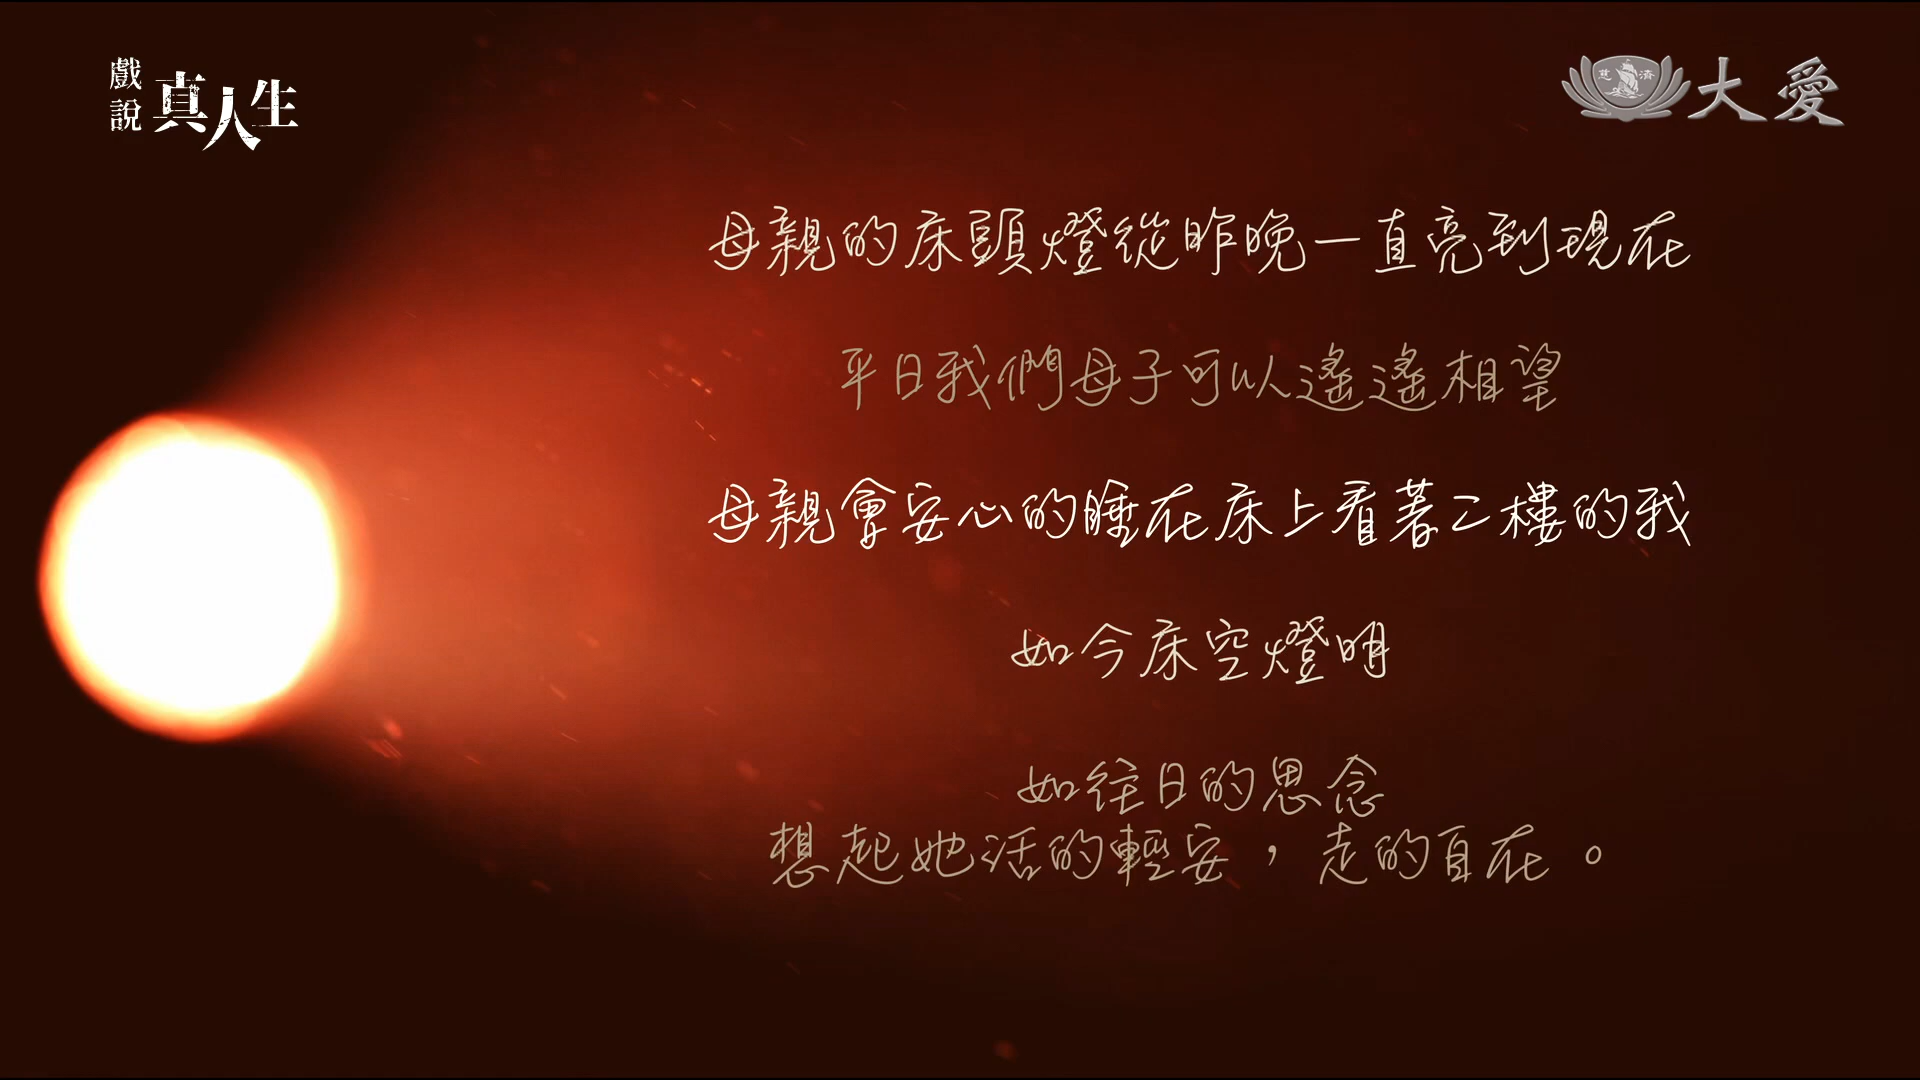 戲說真人生
慈濟 大愛
母親的床頭燈從昨晚一直亮到現在
平日我們母子可以遙遙相望
母親會安心的睡在床上看著二樓的我
如今床空燈明
如往日的思念
想起她活的輕安，走的自在。